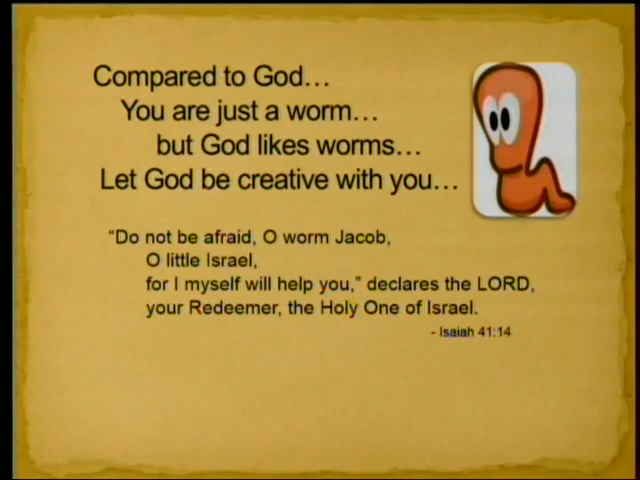 Compared to God…
You are just a worm…
but God likes worms…
Let God be creative with you…
“Do not be afraid, O worm Jacob,
O little Israel,
for I myself will help you,” declares the LORD,
your Redeemer, the Holy One of Israel.
- Isaiah 41:14